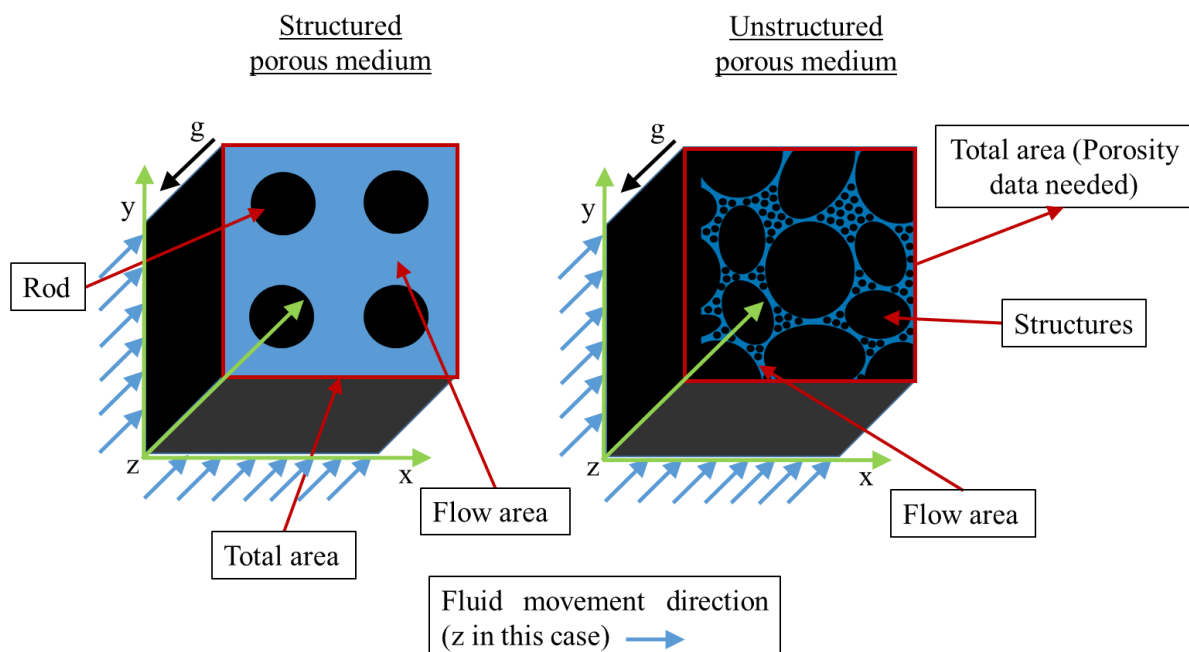 Structured
porous medium
Unstructured
porous medium
g
g
Total area (Porosity
data needed)
y
y
Rod
Structures
z
x
z
x
Flow area
Flow area
Total area
Fluid movement direction
(z in this case)